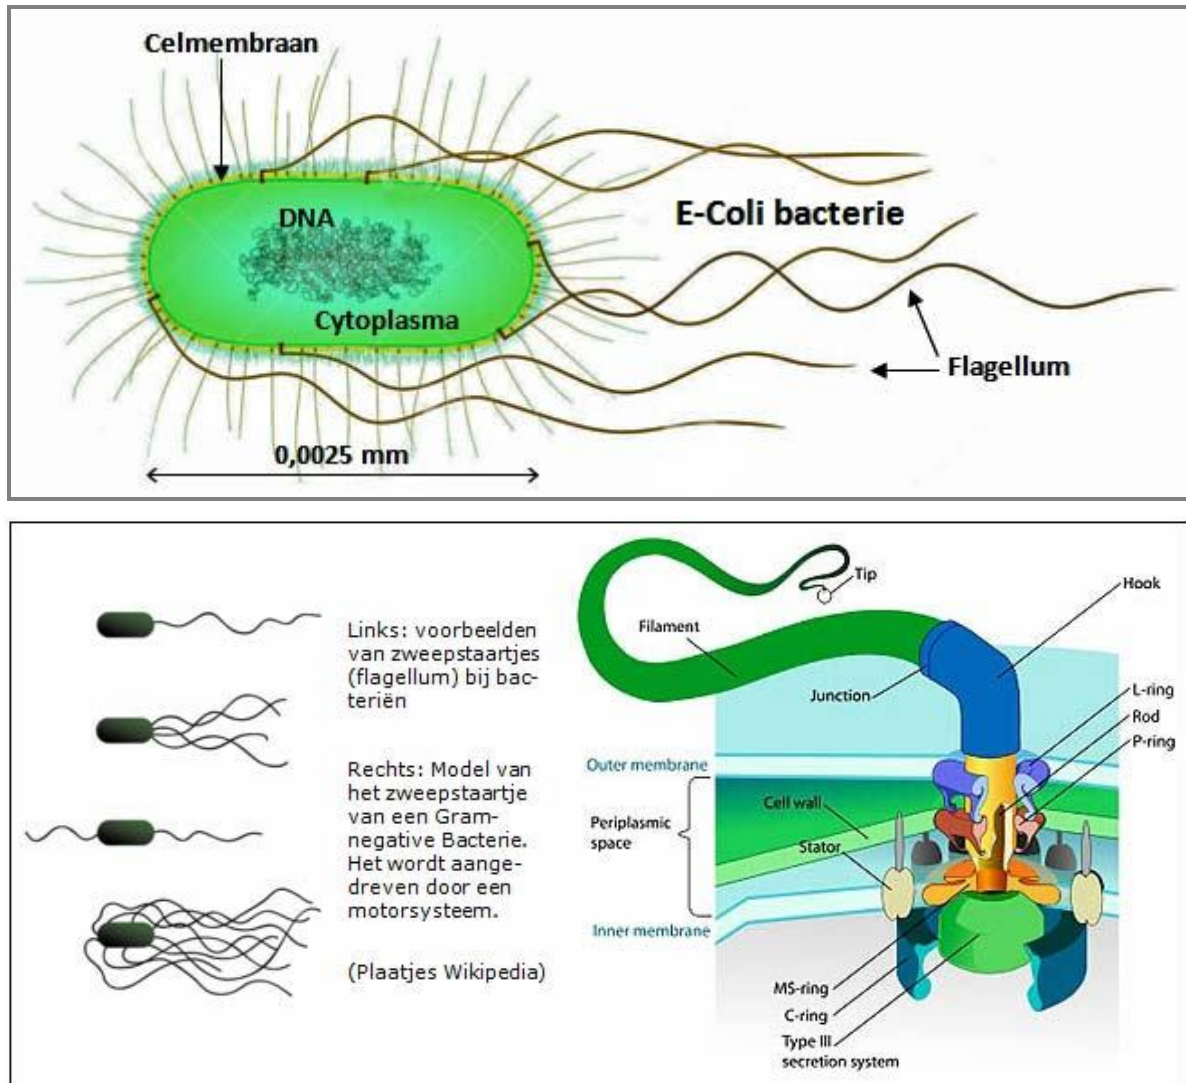 Celmembraan
DNA
E-Coli bacterie
Cytoplasma
Flagellum
0,0025 mm
Links: voorbeelden
van zweepstaartjes
(flagellum) bij bac-
teriën
Rechts: Model van
het zweepstaartje
van een Gram-
negative Bacterie.
Het wordt aange-
dreven door een
motorsysteem.
(Plaatjes Wikipedia)
Tip
Hook
Filament
Junction
L-ring
Rod
P-ring
Outer membrane
Cell wall
Periplasmic
space
Stator
Inner membrane
MS-ring
C-ring
Type III
secretion system